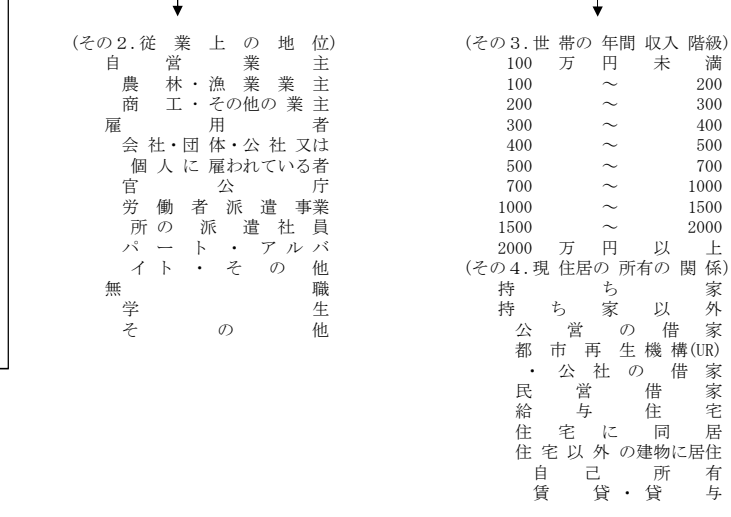 (その2.従業上の地位)
自営業主
農林・漁業業主
商工・その他の業主
雇用者
会社・団体・公社又は
個人に雇われている者
官公庁
労働者派遣事業
所の派遣社員
パート・アルバ
イト・その他
無職
学生
その他
(その3.世帯の年間収入階級)
100万円未満
100 ～ 200
200 ～ 300
300 ～ 400
400 ～ 500
500 ～ 700
700 ～ 1000
1000 ～ 1500
1500 ～ 2000
2000万円以上
(その4.現住居の所有の関係)
持ち家
持ち家以外
公営の借家
都市再生機構(UR)
・公社の借家
民営借家
給与住宅
住宅に同居
住宅以外の建物に居住
自己所有
賃貸・貸与